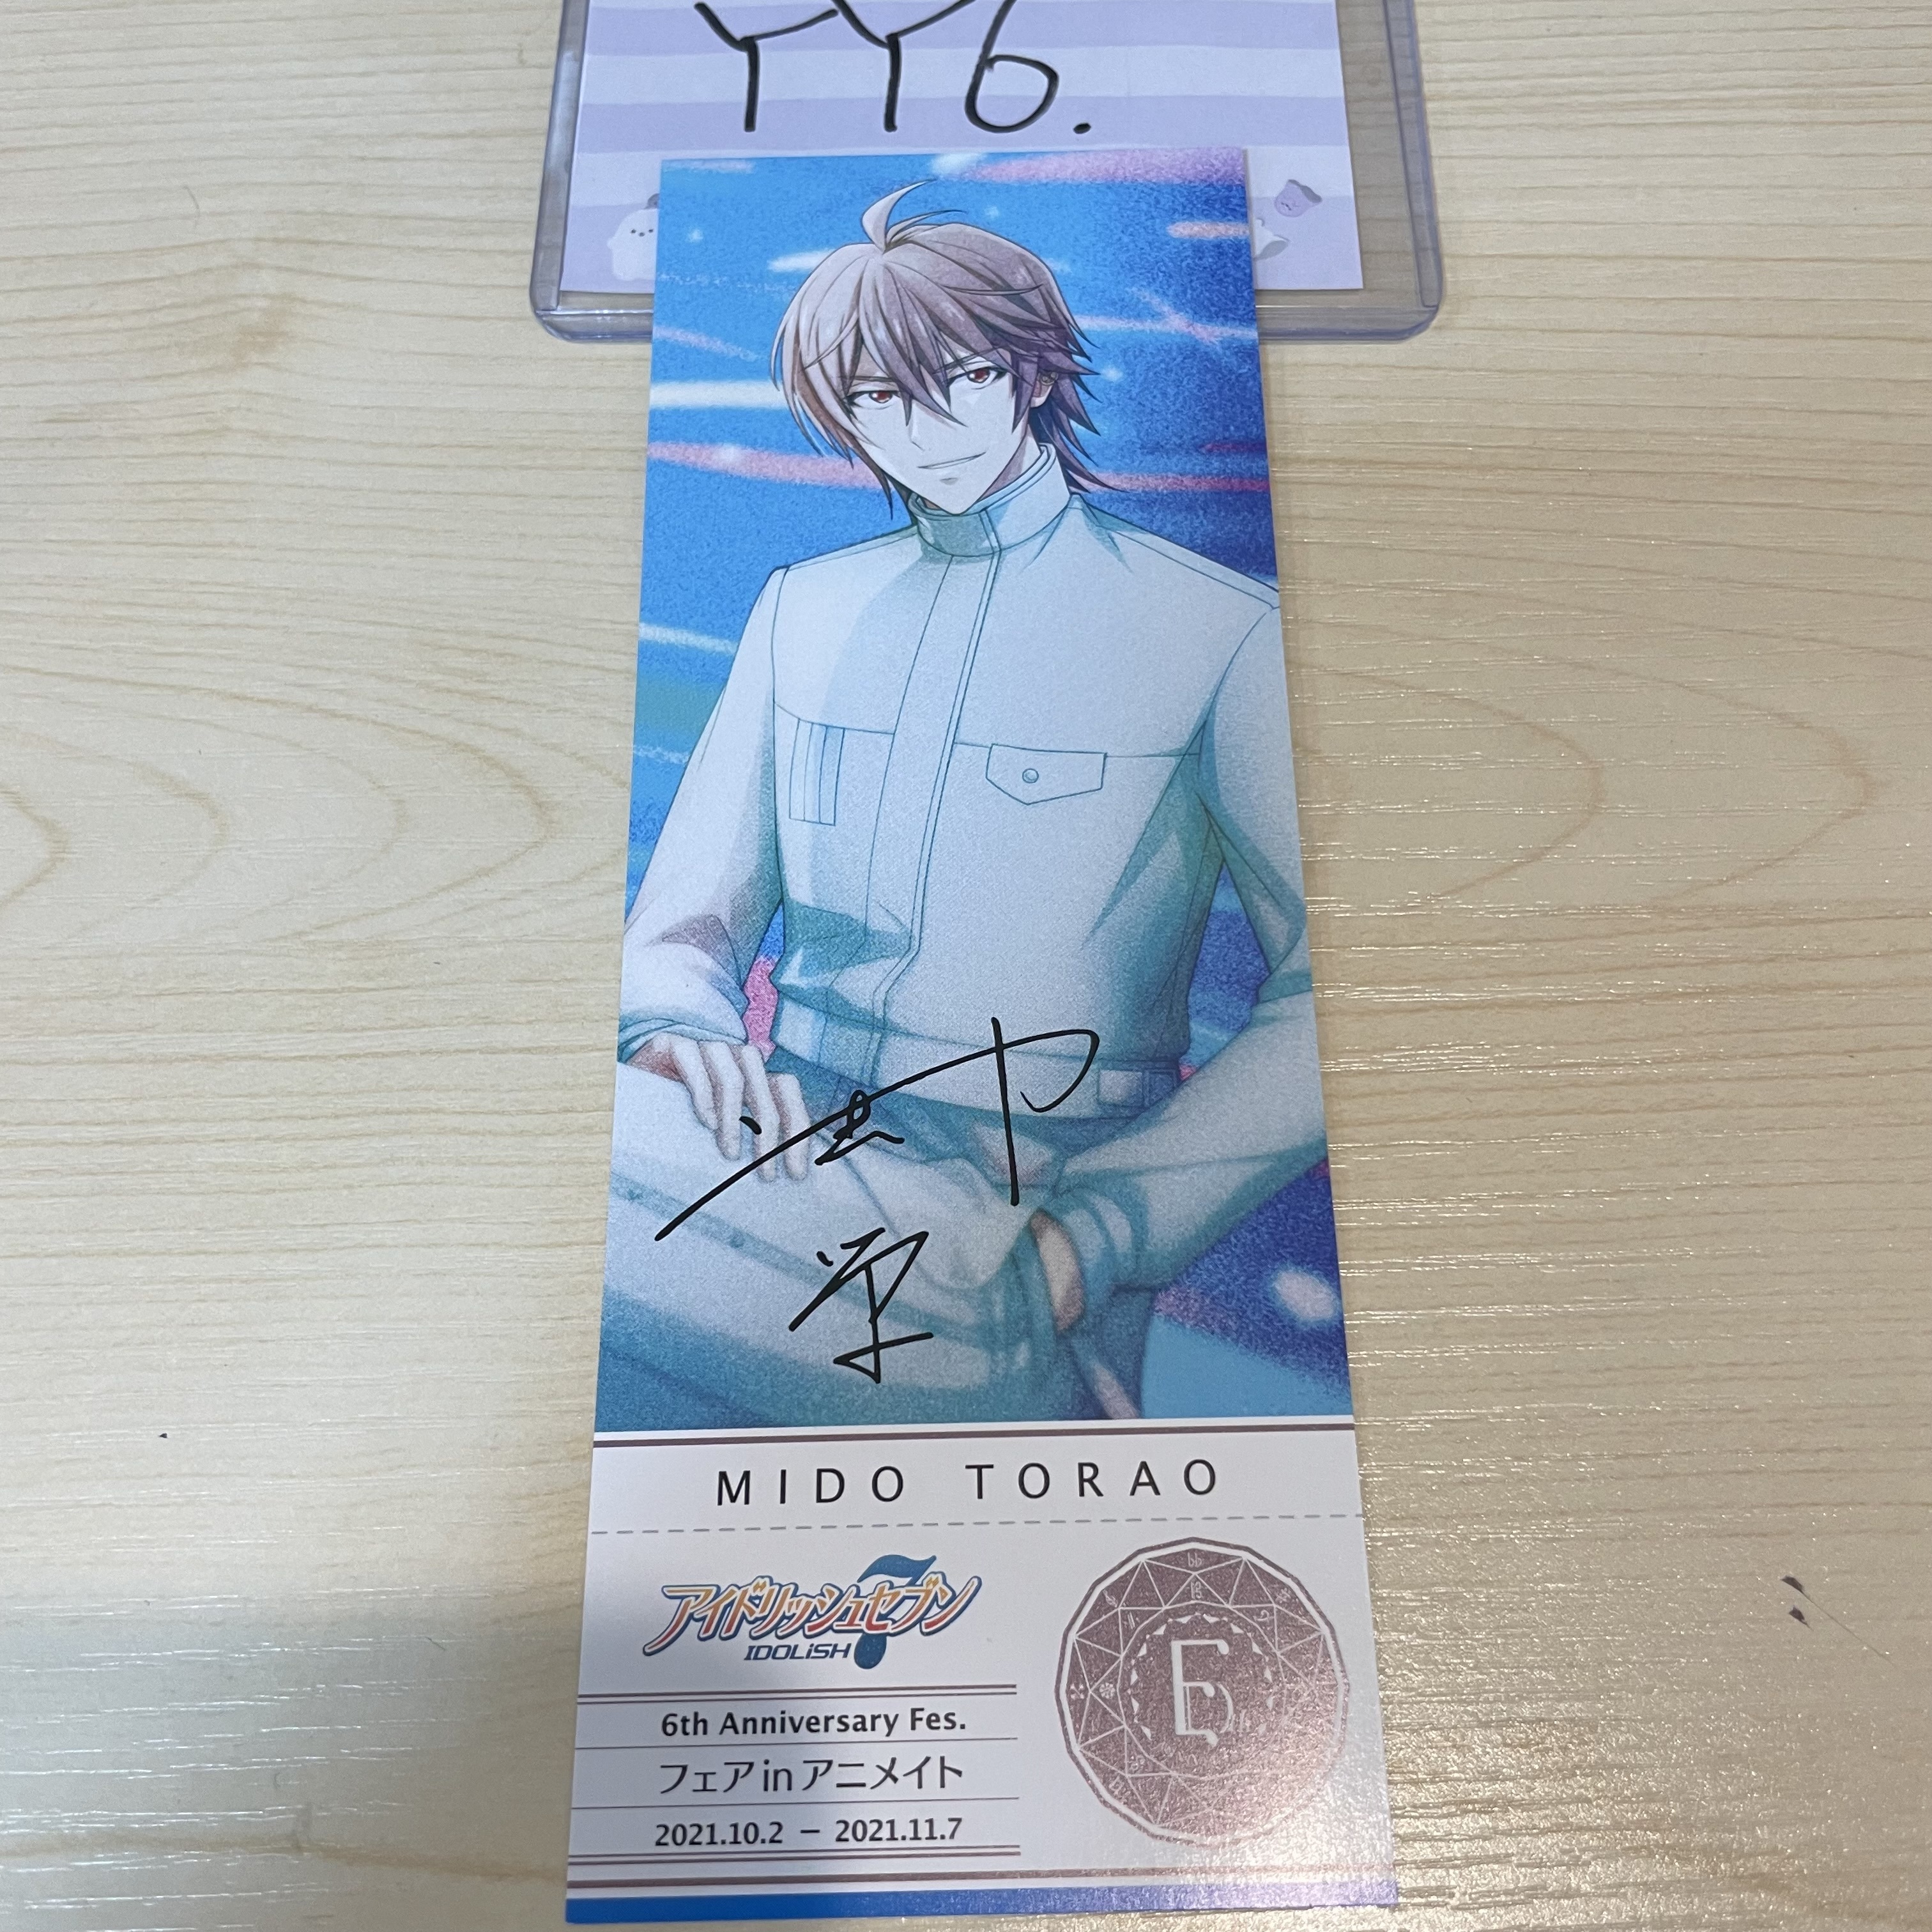 YY6.
MIDO TORAO
アイドリッシュセブン
IDOLiSH7
6th Anniversary Fes.
フェアinアニメイト
2021.10.2 – 2021.11.7